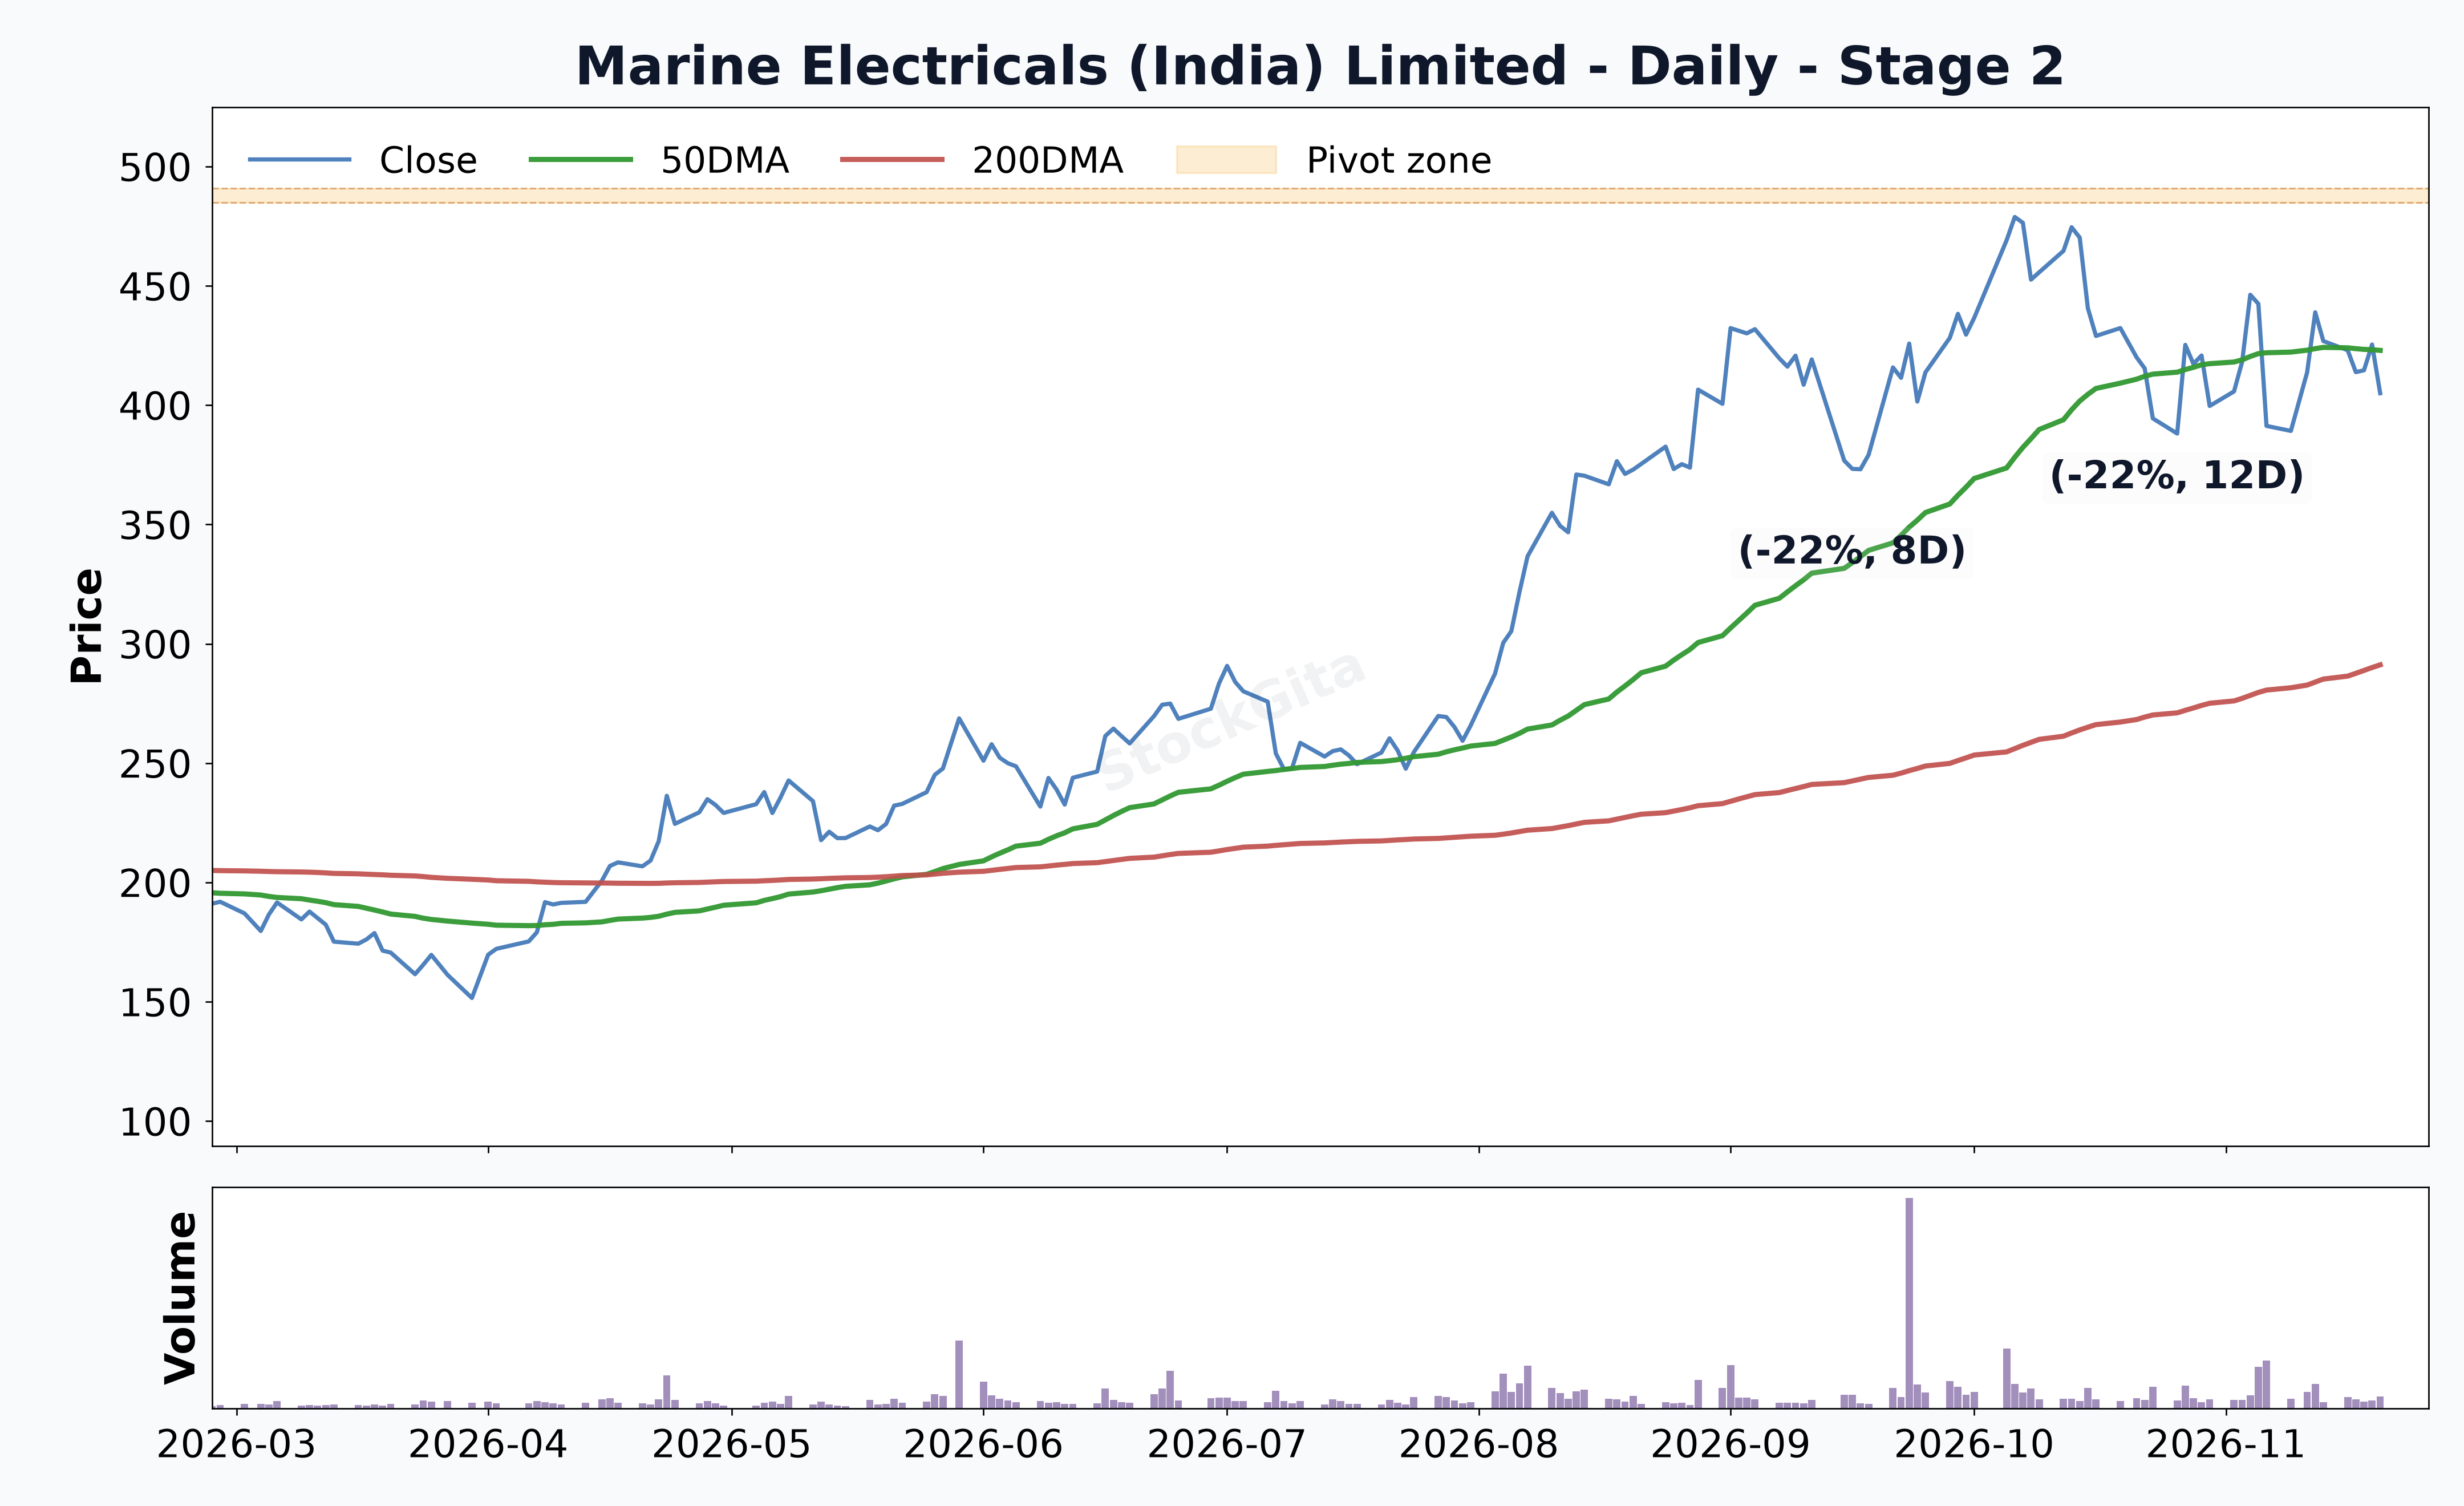 Marine Electricals (India) Limited - Daily - Stage 2
Close 50DMA 200DMA Pivot zone
500
450
400
350
300
250
200
150
100
Price
(-22%, 12D)
(-22%, 8D)
StockGita
Volume
2026-03 2026-04 2026-05 2026-06 2026-07 2026-08 2026-09 2026-10 2026-11